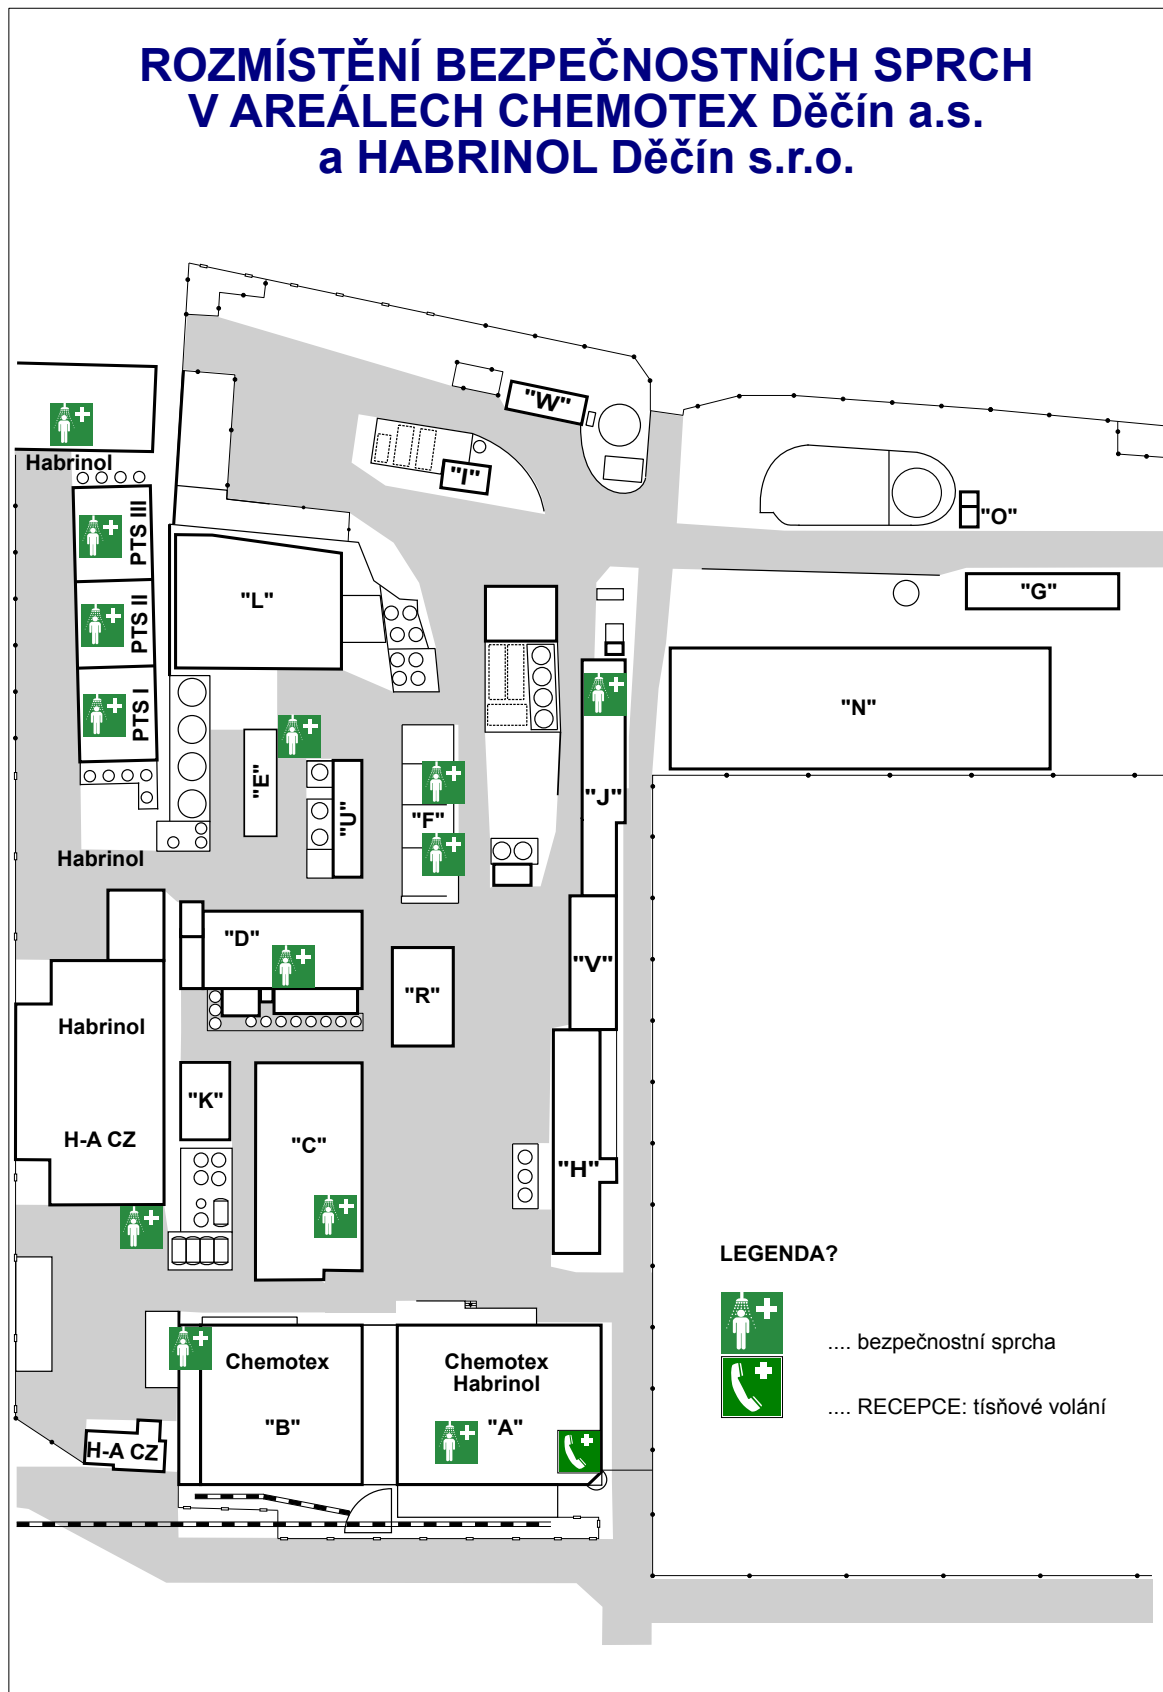 ROZMÍSTĚNÍ BEZPEČNOSTNÍCH SPRCH
V AREÁLECH CHEMOTEX Děčín a.s.
a HABRINOL Děčín s.r.o.
"W"
Habrinol
"I"
PTS III
"O"
"L"
"G"
PTS II
PTS I
"N"
"E"
"J"
"U"
"F"
Habrinol
"D"
"V"
"R"
Habrinol
"K"
H-A CZ
"C"
"H"
LEGENDA?
.... bezpečnostní sprcha
.... RECEPCE: tísňové volání
Chemotex
Chemotex
Habrinol
"B"
"A"
H-A CZ